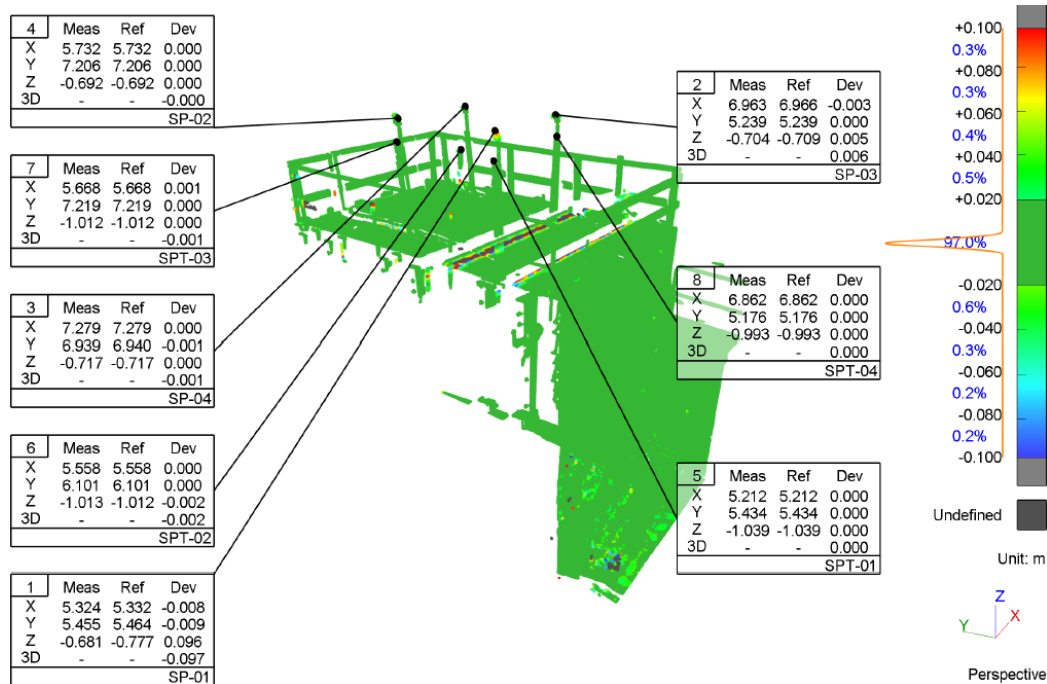 4 Meas Ref Dev
X 5.732 5.732 0.000
Y 7.206 7.206 0.000
Z -0.692 -0.692 0.000
3D - - -0.000
SP-02
7 Meas Ref Dev
X 5.668 5.668 0.001
Y 7.219 7.219 0.000
Z -1.012 -1.012 0.000
3D - - -0.001
SPT-03
3 Meas Ref Dev
X 7.279 7.279 0.000
Y 6.939 6.940 -0.001
Z -0.717 -0.717 0.000
3D - - -0.001
SP-04
6 Meas Ref Dev
X 5.558 5.558 0.000
Y 6.101 6.101 0.000
Z -1.013 -1.012 -0.002
3D - - -0.002
SPT-02
1 Meas Ref Dev
X 5.324 5.332 -0.008
Y 5.455 5.464 -0.009
Z -0.681 -0.777 0.096
3D - - -0.097
SP-01
2 Meas Ref Dev
X 6.963 6.966 -0.003
Y 5.239 5.239 0.000
Z -0.704 -0.709 0.005
3D - - 0.006
SP-03
8 Meas Ref Dev
X 6.862 6.862 0.000
Y 5.176 5.176 0.000
Z -0.993 -0.993 0.000
3D - - 0.000
SPT-04
5 Meas Ref Dev
X 5.212 5.212 0.000
Y 5.434 5.434 0.000
Z -1.039 -1.039 0.000
3D - - 0.000
SPT-01
+0.100
0.3%
+0.080
0.3%
+0.060
0.4%
+0.040
0.5%
+0.020
97.0%
-0.020
0.6%
-0.040
0.3%
-0.060
0.2%
-0.080
0.2%
-0.100
Undefined
Unit: m
Z
Y X
Perspective